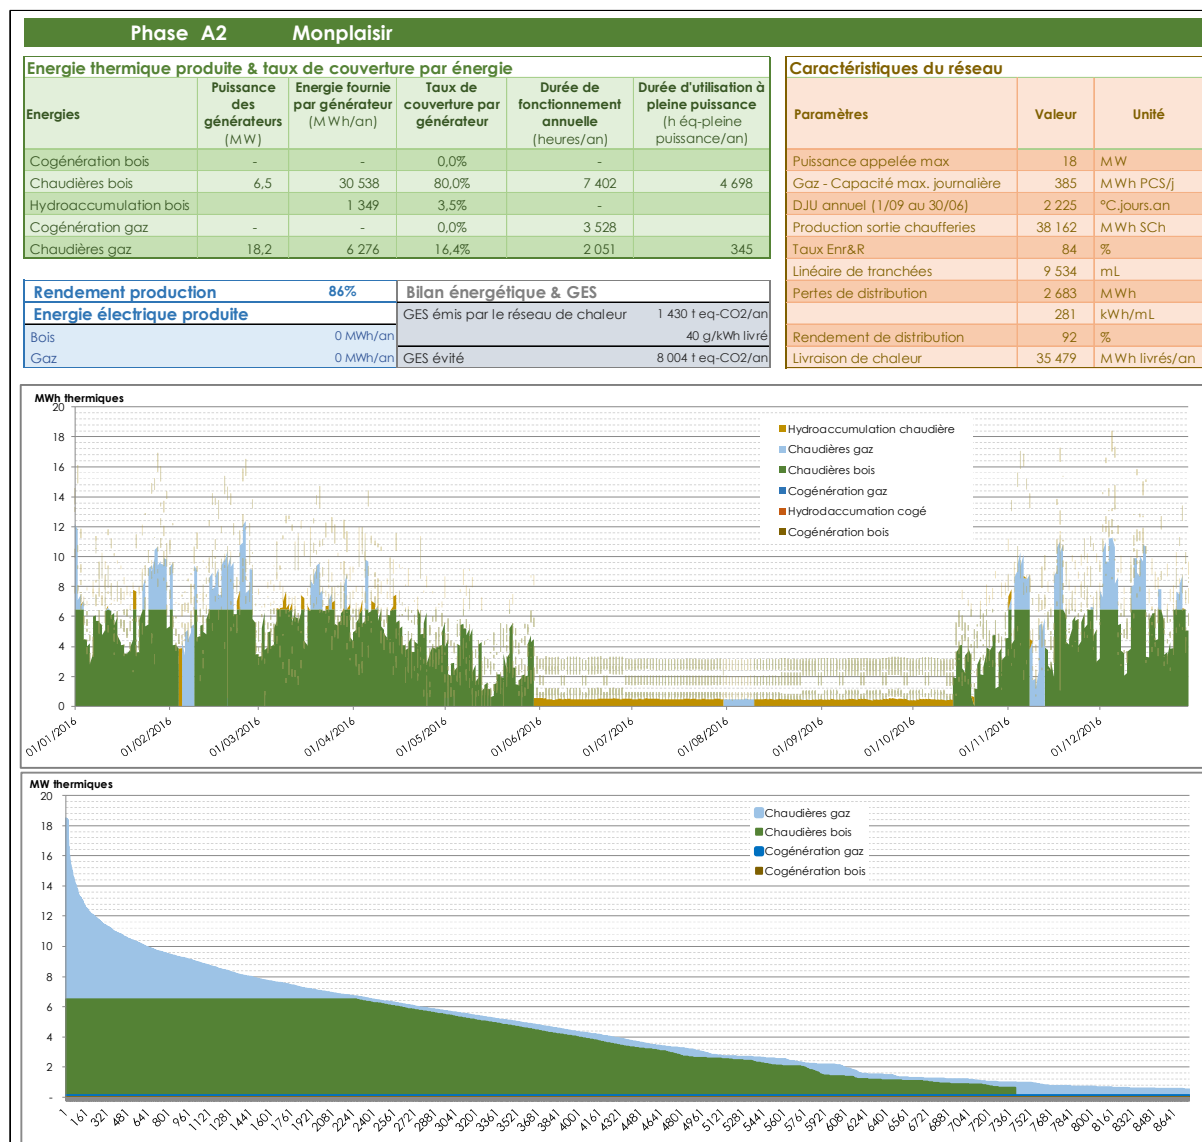 Phase A2 Monplaisir
Energie thermique produite & taux de couverture par énergie
Energies
Puissance des générateurs (MW)
Energie fournie par générateur (MWh/an)
Taux de couverture par générateur
Durée de fonctionnement annuelle (heures/an)
Durée d'utilisation à pleine puissance (h éq-pleine puissance/an)
Cogénération bois - - 0,0% -
Chaudières bois 6,5 30 538 80,0% 7 402 4 698
Hydroaccumulation bois 1 349 3,5% -
Cogénération gaz - - 0,0% 3 528
Chaudières gaz 18,2 6 276 16,4% 2 051 345
Caractéristiques du réseau
Paramètres Valeur Unité
Puissance appelée max 18 MW
Gaz - Capacité max. journalière 385 MWh PCS/j
DJU annuel (1/09 au 30/06) 2 225 °C.jours.an
Production sortie chaufferies 38 162 MWh SCh
Taux Enr&R 84 %
Linéaire de tranchées 9 534 mL
Pertes de distribution 2 683 MWh
281 kWh/mL
Rendement de distribution 92 %
Livraison de chaleur 35 479 MWh livrés/an
Rendement production 86%
Energie électrique produite
Bois 0 MWh/an
Gaz 0 MWh/an
Bilan énergétique & GES
GES émis par le réseau de chaleur 1 430 t eq-CO2/an
40 g/kWh livré
GES évité 8 004 t eq-CO2/an
MWh thermiques
20
18
16
14
12
10
8
6
4
2
0
Hydroaccumulation chaudière
Chaudières gaz
Chaudières bois
Cogénération gaz
Hydrodaccumation cogé
Cogénération bois
01/01/2016 01/02/2016 01/03/2016 01/04/2016 01/05/2016 01/06/2016 01/07/2016 01/08/2016 01/09/2016 01/10/2016 01/11/2016 01/12/2016
MW thermiques
20
18
16
14
12
10
8
6
4
2
-
Chaudières gaz
Chaudières bois
Cogénération gaz
Cogénération bois
1 161 321 481 641 801 961 1121 1281 1441 1601 1761 1921 2081 2241 2401 2561 2721 2881 3041 3201 3361 3521 3681 3841 4001 4161 4321 4481 4641 4801 4961 5121 5281 5441 5601 5761 5921 6081 6241 6401 6561 6721 6881 7041 7201 7361 7521 7681 7841 8001 8161 8321 8481 8641